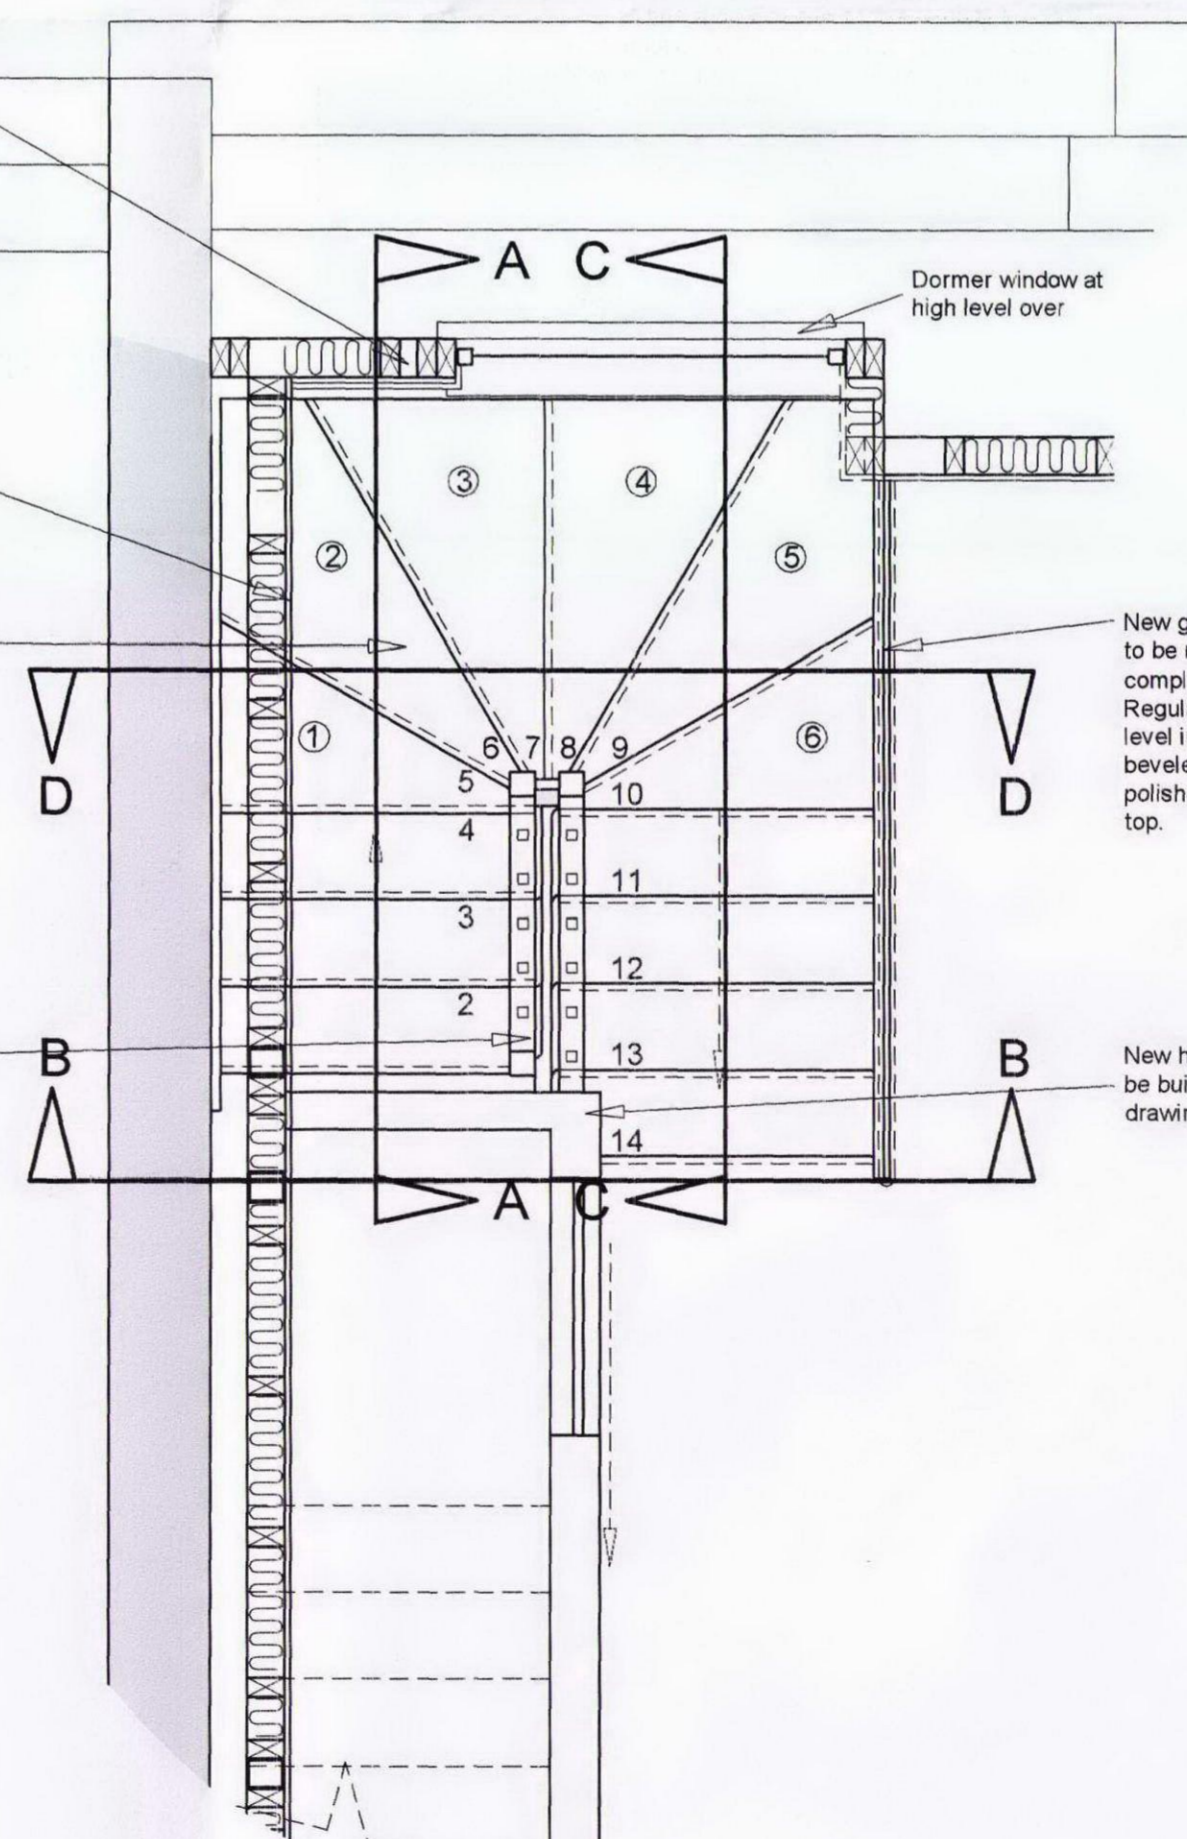 A C
Dormer window at
high level over
3 4
2 5
New g
to be
compl
Regul
level i
bevele
polish
top.
1 6
6 7 8 9
5 10
D D
4
11
3
12
2
13
B B
New h
be bui
drawin
14
A C